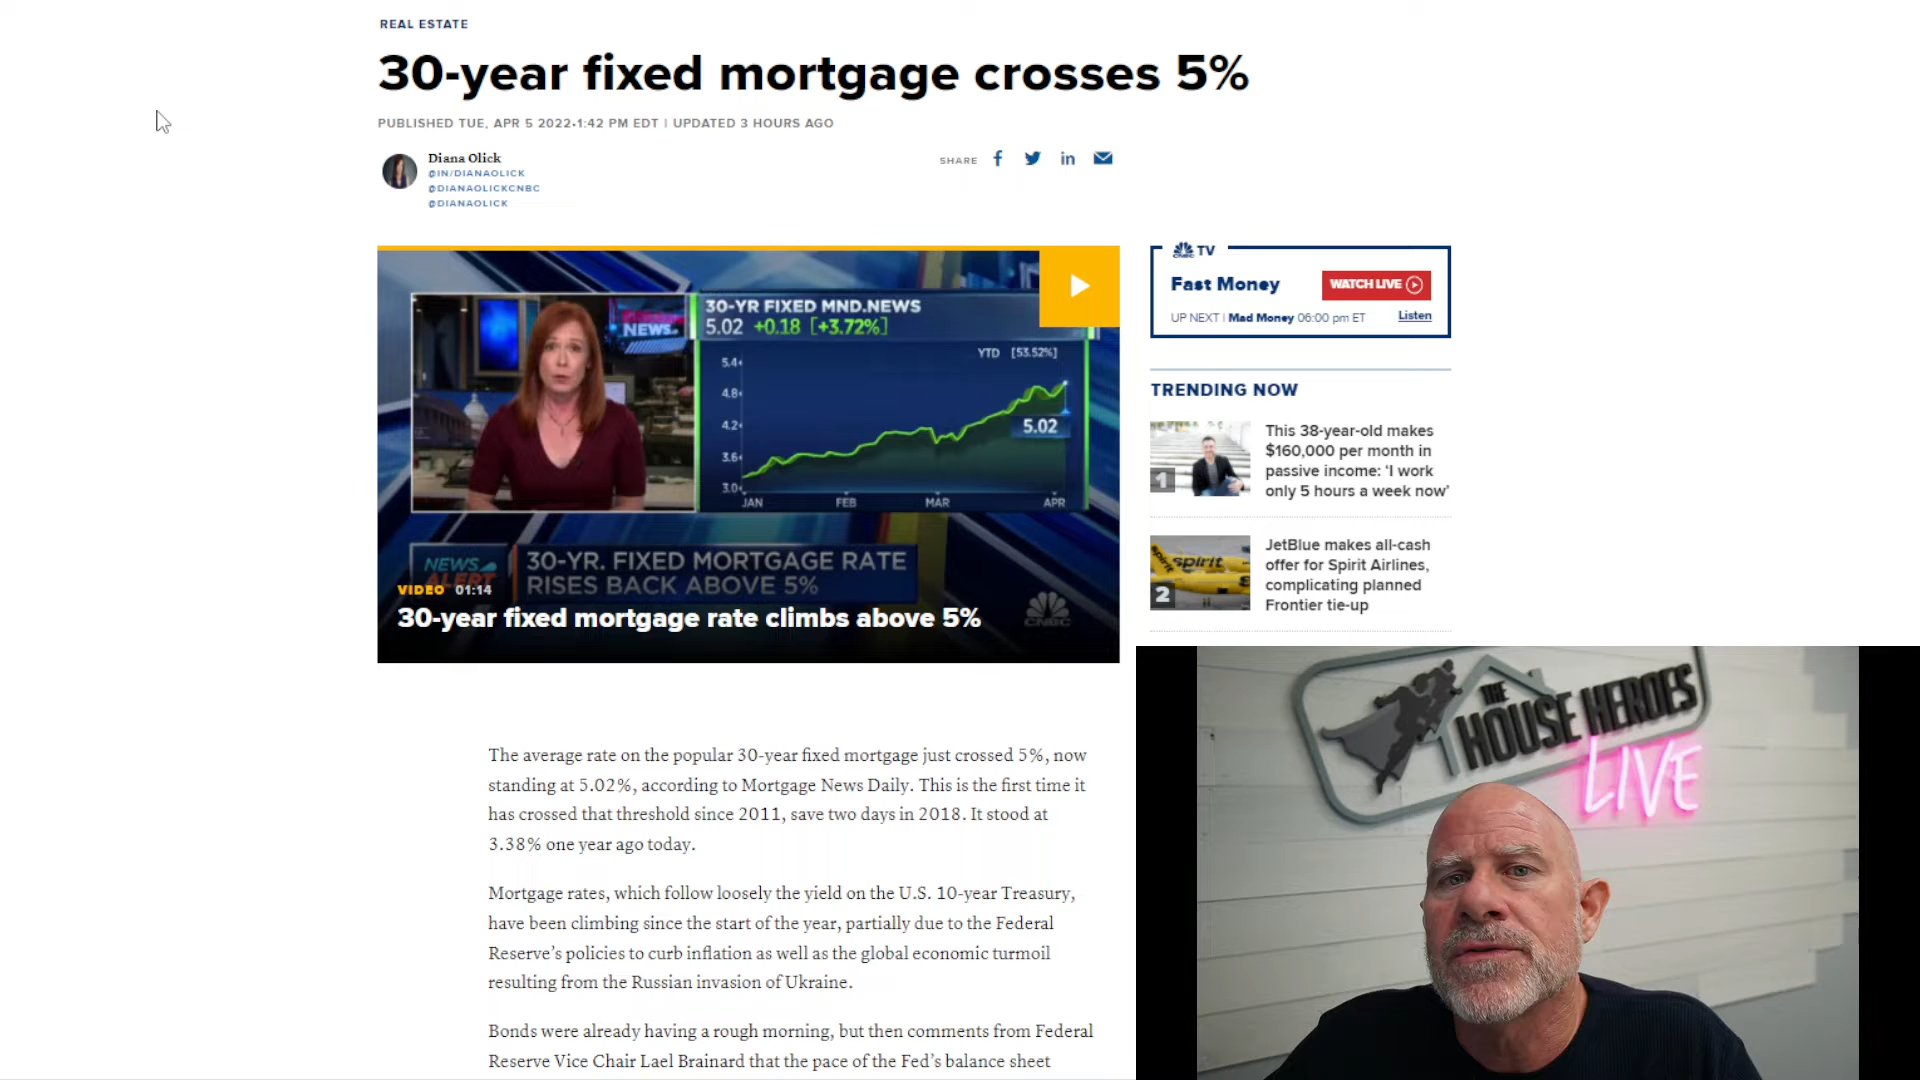 REAL ESTATE
30-year fixed mortgage crosses 5%
PUBLISHED TUE, APR 5 2022•1:42 PM EDT | UPDATED 3 HOURS AGO
Diana Olick
@IN/DIANAOLICK
@DIANAOLICKCNBC
@DIANAOLICK
SHARE
NEWS
30-YR FIXED MND.NEWS
5.02 +0.18 [+3.72%]
YTD [53.52%]
5.4
4.8
4.2
3.6
3.0
5.02
JAN FEB MAR APR
NEWS
ALERT
30-YR. FIXED MORTGAGE RATE
RISES BACK ABOVE 5%
VIDEO 01:14
30-year fixed mortgage rate climbs above 5%
CNBC
The average rate on the popular 30-year fixed mortgage just crossed 5%, now
standing at 5.02%, according to Mortgage News Daily. This is the first time it
has crossed that threshold since 2011, save two days in 2018. It stood at
3.38% one year ago today.
Mortgage rates, which follow loosely the yield on the U.S. 10-year Treasury,
have been climbing since the start of the year, partially due to the Federal
Reserve's policies to curb inflation as well as the global economic turmoil
resulting from the Russian invasion of Ukraine.
Bonds were already having a rough morning, but then comments from Federal
Reserve Vice Chair Lael Brainard that the pace of the Fed's balance sheet
CNBC TV
Fast Money
WATCH LIVE
UP NEXT | Mad Money 06:00 pm ET
Listen
TRENDING NOW
1
This 38-year-old makes
$160,000 per month in
passive income: 'I work
only 5 hours a week now'
spirit
spirit
2
JetBlue makes all-cash
offer for Spirit Airlines,
complicating planned
Frontier tie-up
THE
HOUSE HEROES
LIVE